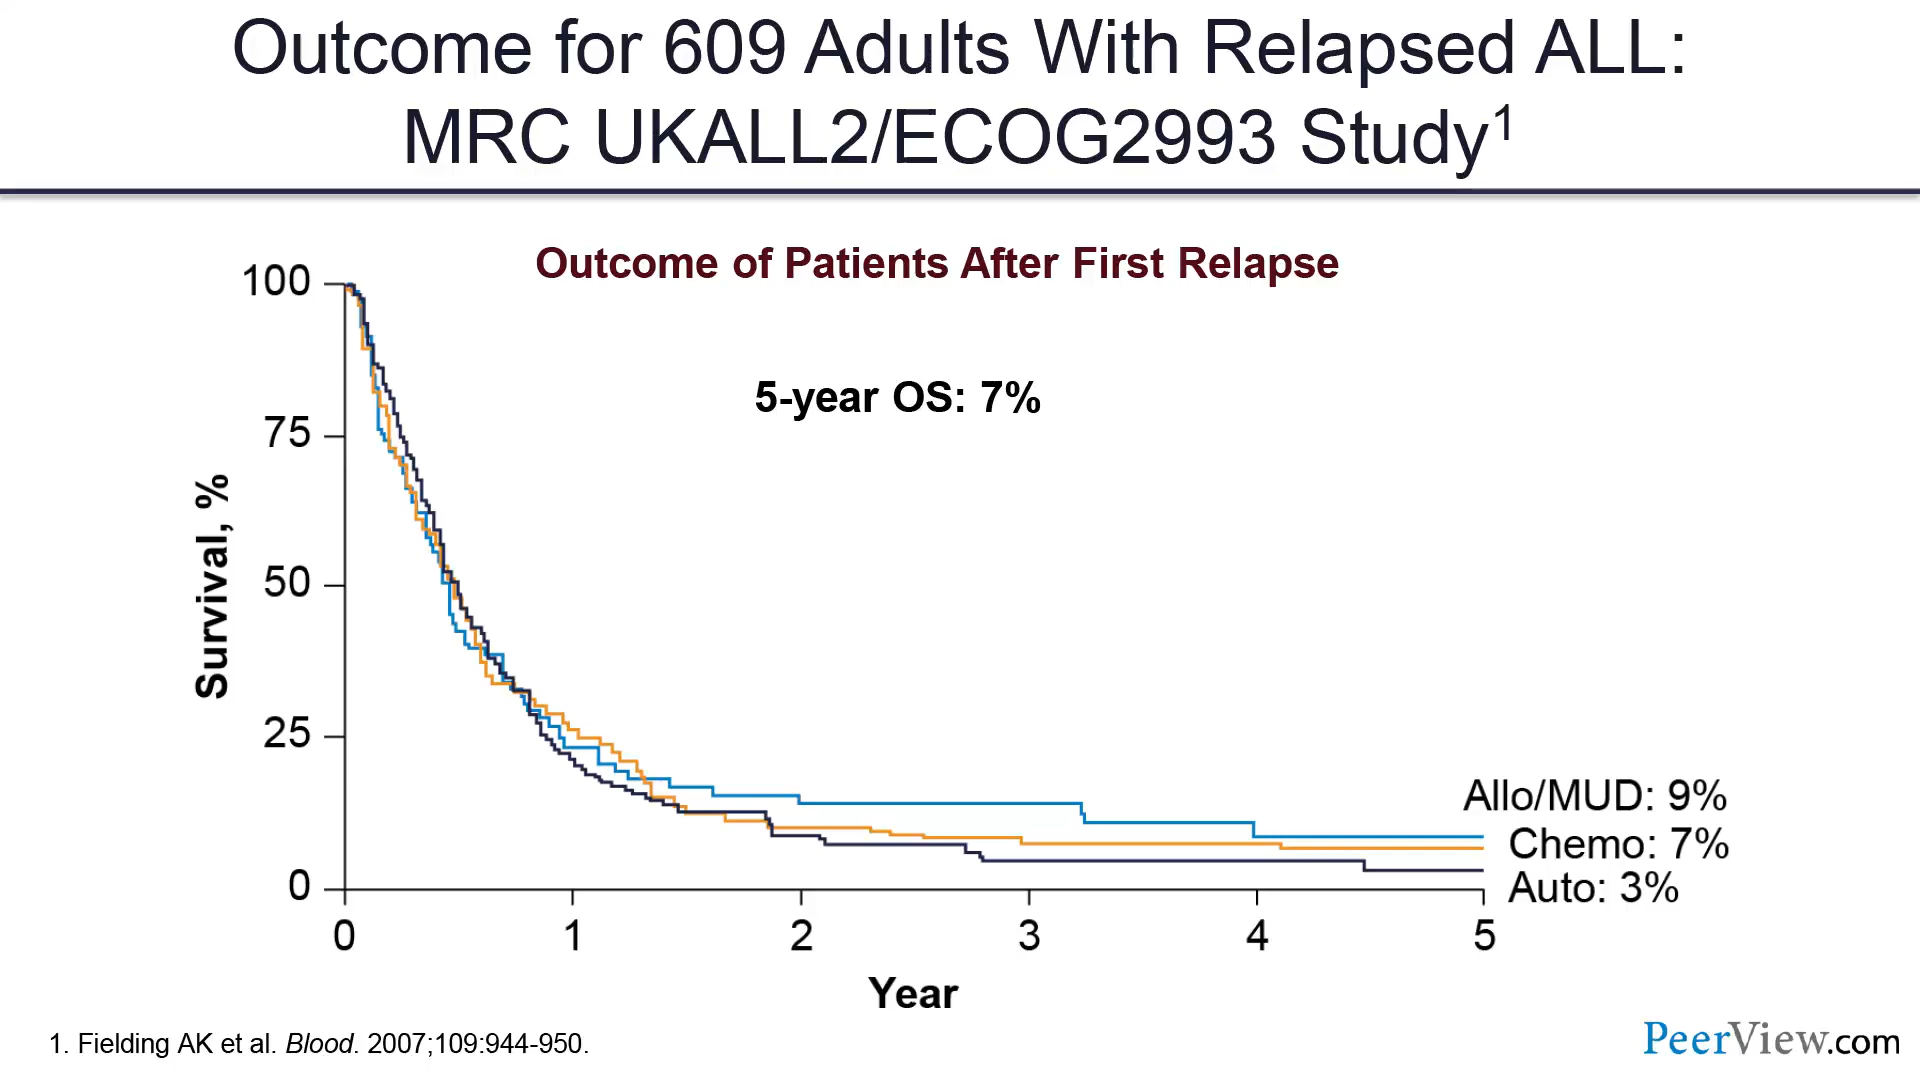 Outcome for 609 Adults With Relapsed ALL:
MRC UKALL2/ECOG2993 Study1
Outcome of Patients After First Relapse
5-year OS: 7%
Survival, %
100
75
50
25
0
Allo/MUD: 9%
Chemo: 7%
Auto: 3%
0 1 2 3 4 5
Year
1. Fielding AK et al. Blood. 2007;109:944-950.
PeerView.com